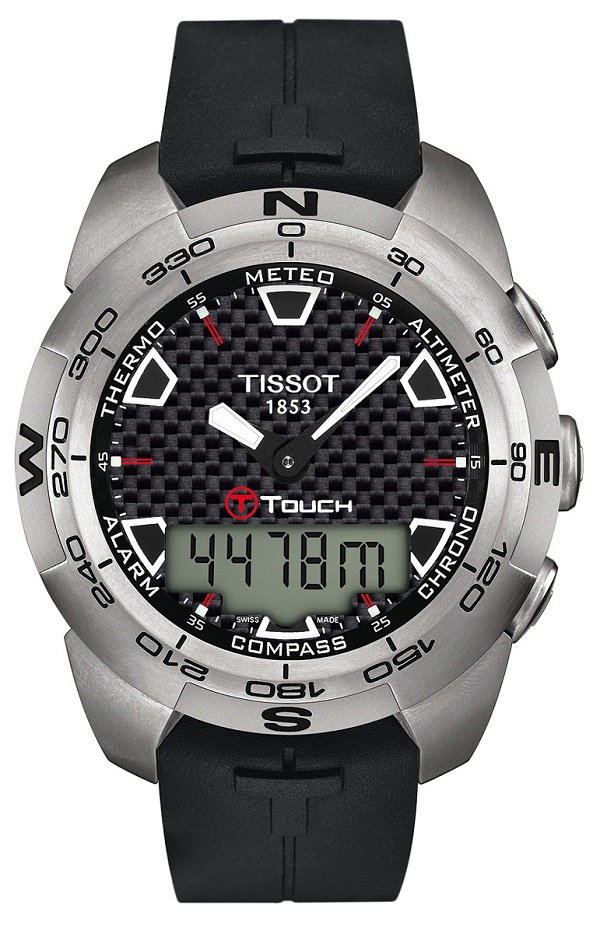 N
0
30
60
E
90
120
150
180
S
210
240
270
W
300
330
METEO
05
ALTIMETER
15
CHRONO
25
COMPASS
35
ALARM
45
THERMO
55
TISSOT
1853
T TOUCH
4478m
SWISS MADE